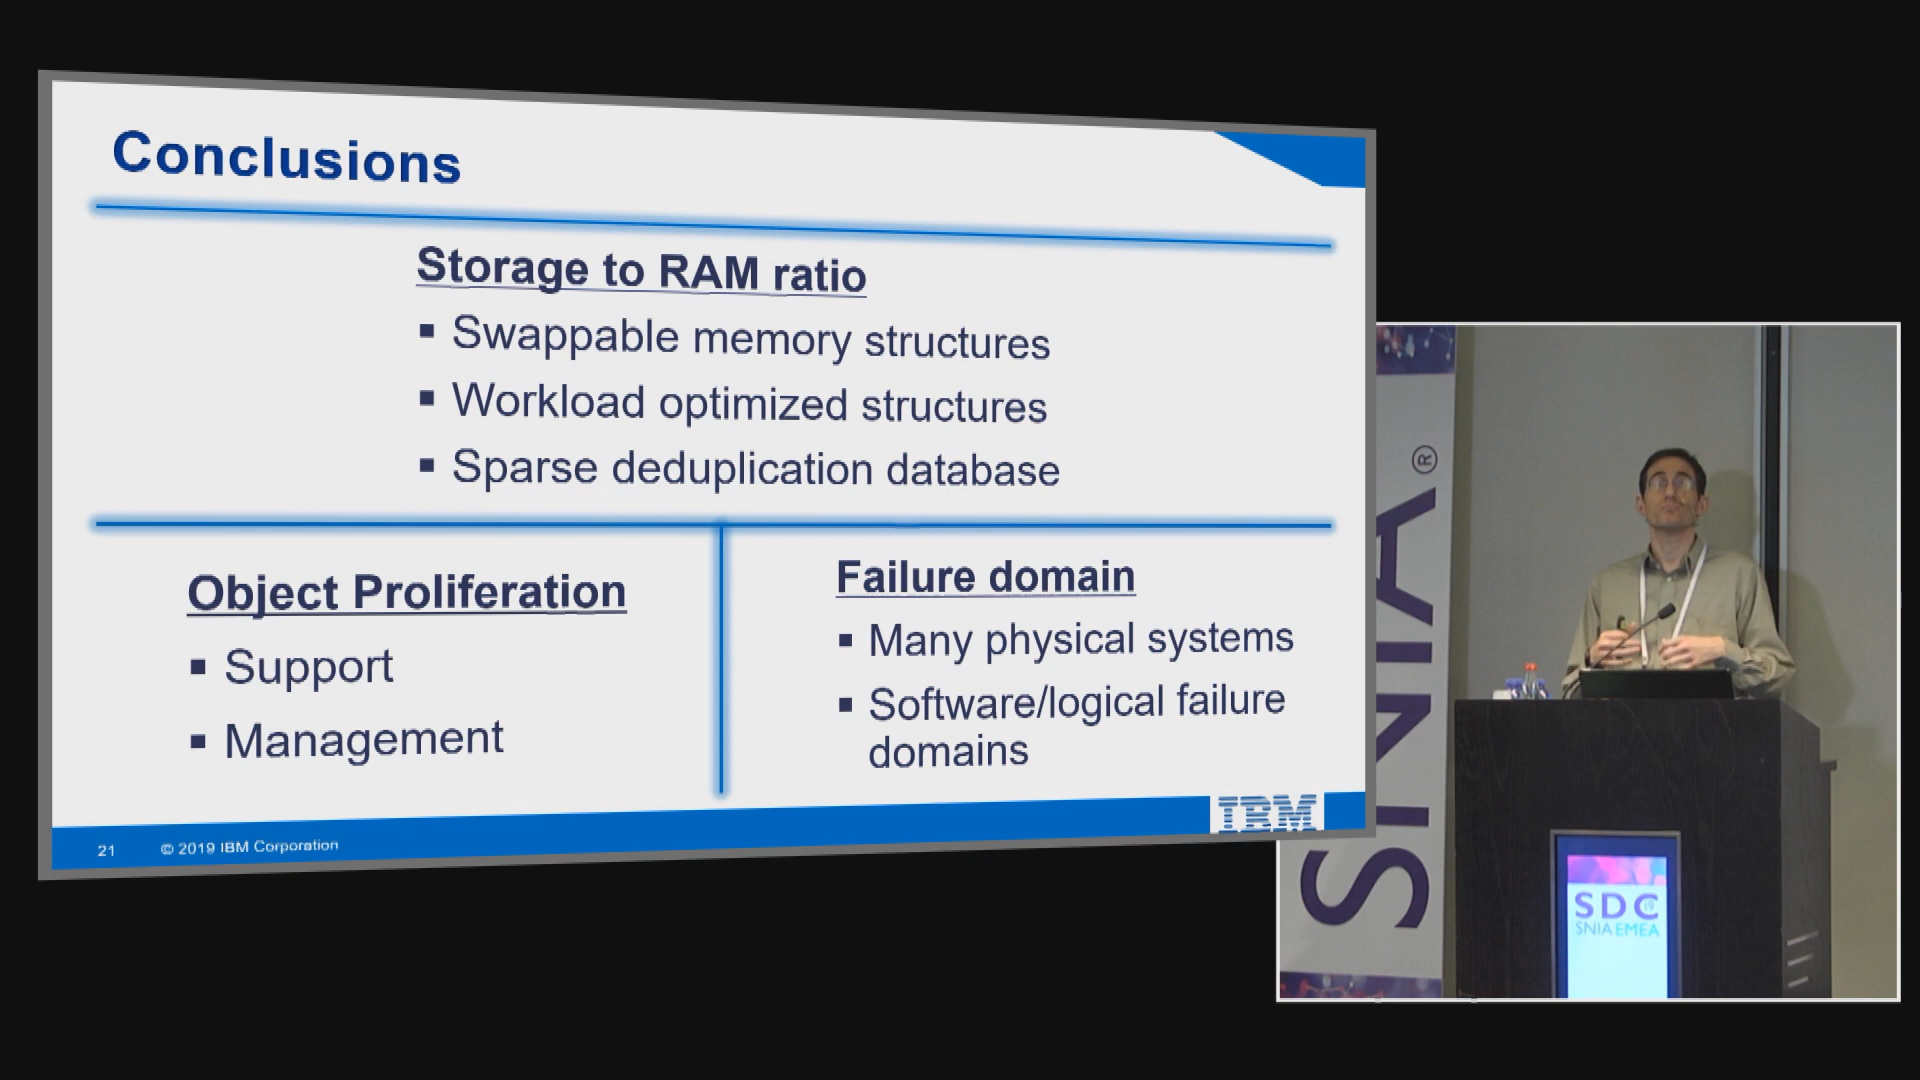 Conclusions
Storage to RAM ratio
▪ Swappable memory structures
▪ Workload optimized structures
▪ Sparse deduplication database
Object Proliferation
▪ Support
▪ Management
Failure domain
▪ Many physical systems
▪ Software/logical failure
domains
21 © 2019 IBM Corporation
IBM
SNIA®
SDC
SNIA EMEA